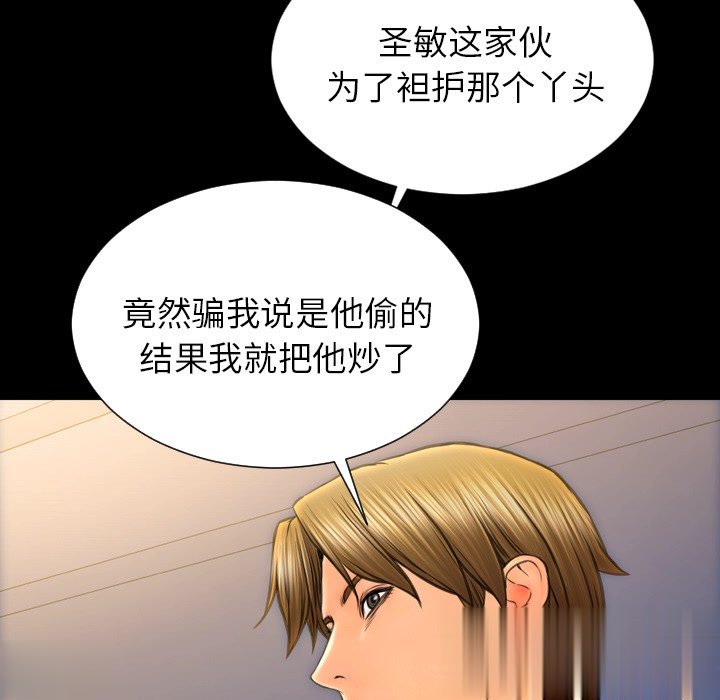 圣敏这家伙
为了袒护那个丫头
竟然骗我说是他偷的
结果我就把他炒了